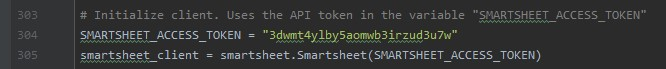 303 # Initialize client. Uses the API token in the variable "SMARTSHEET_ACCESS_TOKEN"
304 SMARTSHEET_ACCESS_TOKEN = "3dwmt4ylby5aomwb3irzud3u7w"
305 smartsheet_client = smartsheet.Smartsheet(SMARTSHEET_ACCESS_TOKEN)